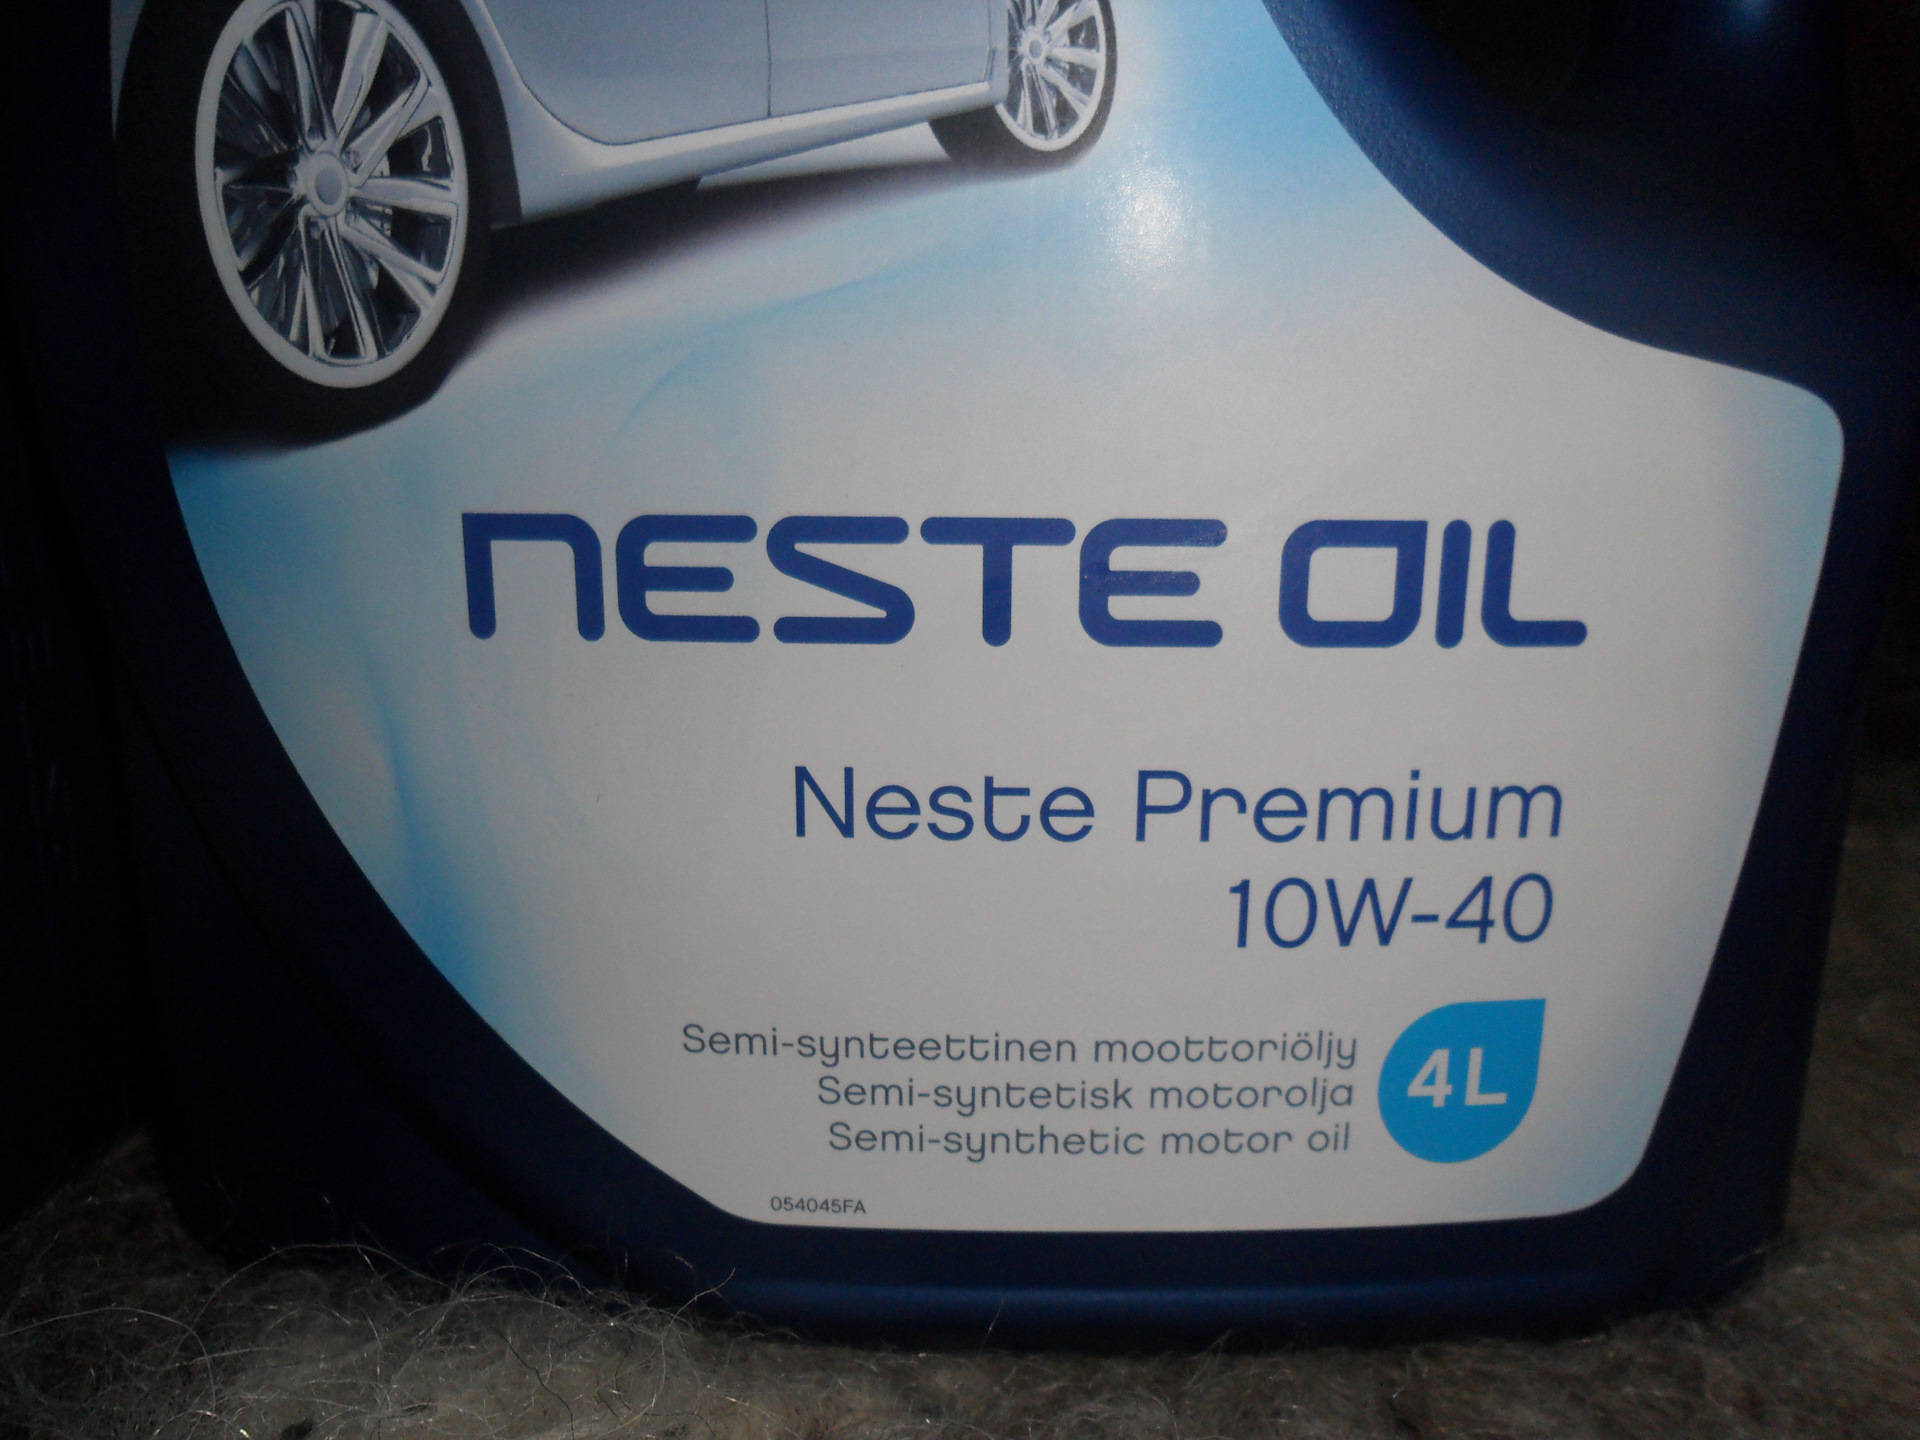 NESTE OIL
Neste Premium
10W-40
Semi-synteettinen moottoriöljy
Semi-syntetisk motorolja
Semi-synthetic motor oil
4L
054045FA